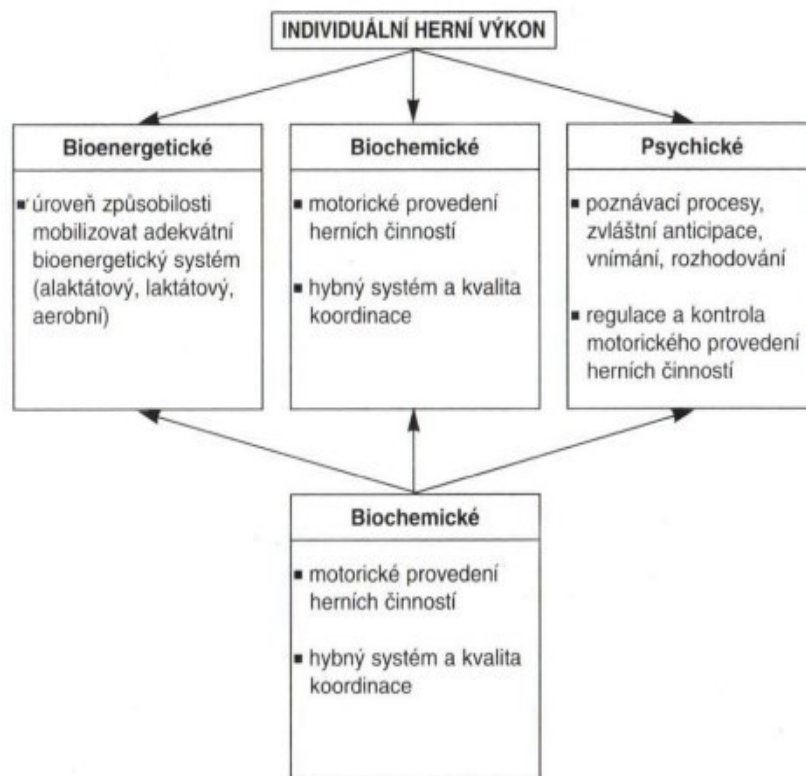 INDIVIDUÁLNÍ HERNÍ VÝKON
Bioenergetické
▪ úroveň způsobilosti
mobilizovat adekvátní
bioenergetický systém
(alaktátový, laktátový,
aerobní)
Biochemické
▪ motorické provedení
herních činností
▪ hybný systém a kvalita
koordinace
Psychické
▪ poznávací procesy,
zvláštní anticipace,
vnímání, rozhodování
▪ regulace a kontrola
motorického provedení
herních činností
Biochemické
▪ motorické provedení
herních činností
▪ hybný systém a kvalita
koordinace